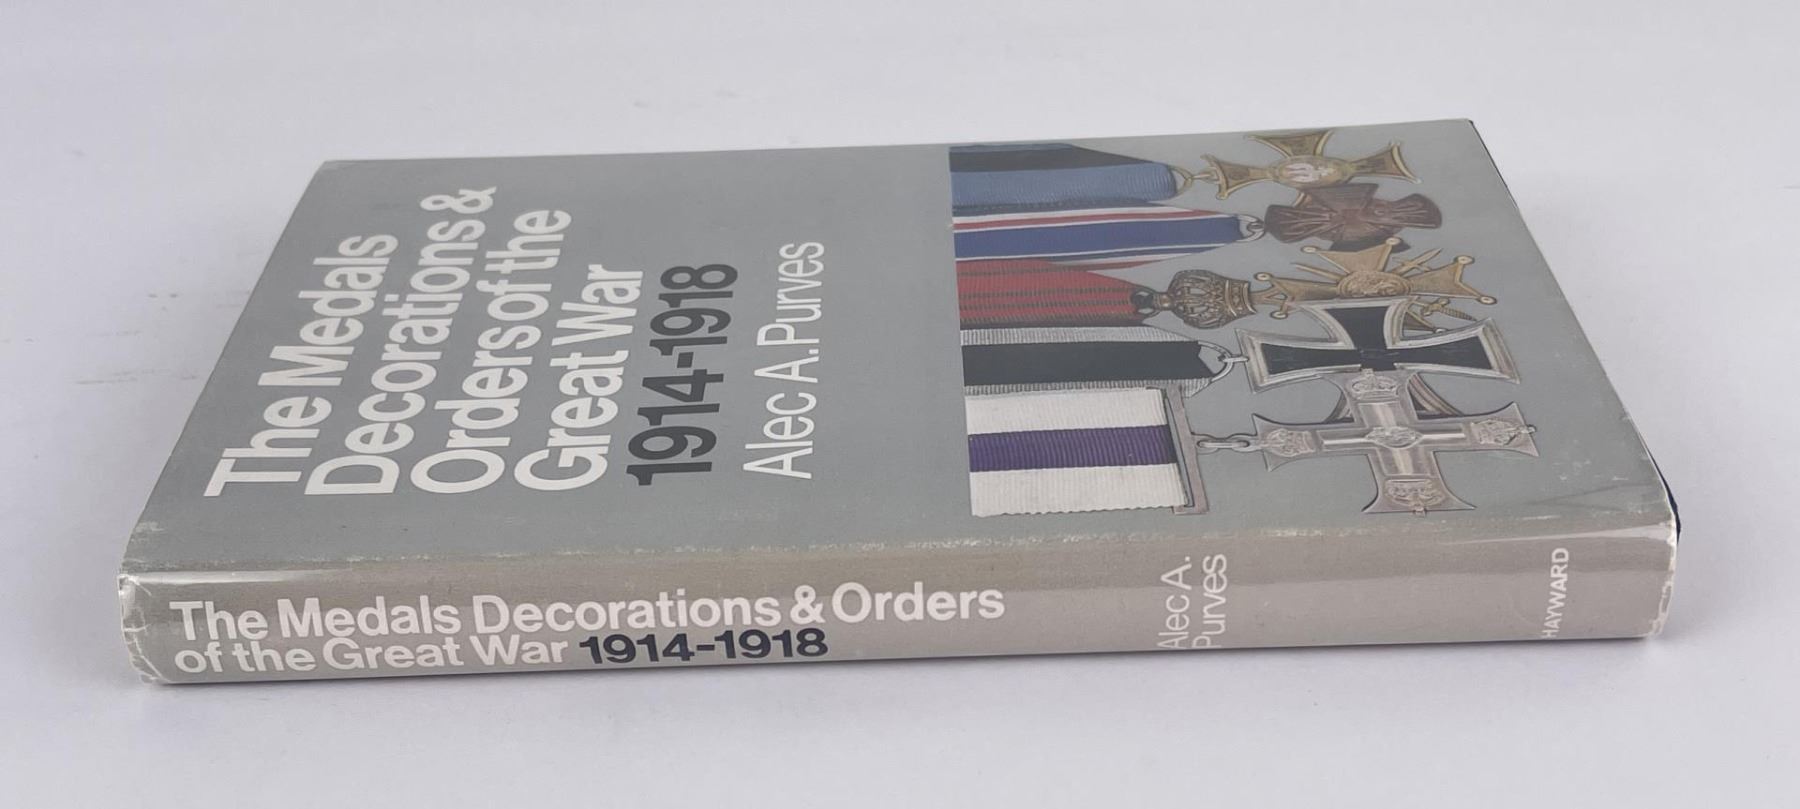 The Medals
Decorations &
Orders of the
Great War
1914-1918
Alec A. Purves
The Medals Decorations & Orders
of the Great War 1914-1918
Alec A.
Purves
HAYWARD